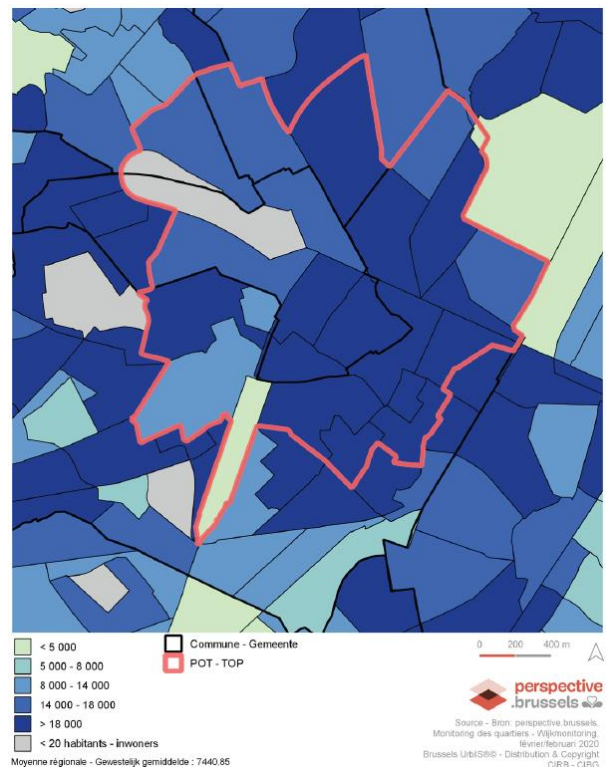 < 5 000
5 000 - 8 000
8 000 - 14 000
14 000 - 18 000
> 18 000
< 20 habitants - inwoners
Moyenne régionale - Gewestelijk gemiddelde : 7440,85
Commune - Gemeente
POT - TOP
0 200 400 m
perspective
.brussels
Source - Bron: perspective.brussels,
Monitoring des quartiers - Wijkmonitoring,
février/februari 2020
Brussels UrbIS®© - Distribution & Copyright
CIRB - CIBG